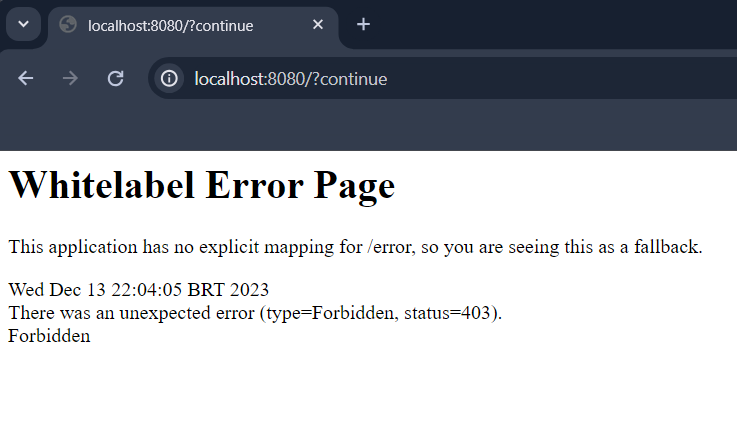 localhost:8080/?continue
localhost:8080/?continue
Whitelabel Error Page
This application has no explicit mapping for /error, so you are seeing this as a fallback.
Wed Dec 13 22:04:05 BRT 2023
There was an unexpected error (type=Forbidden, status=403).
Forbidden